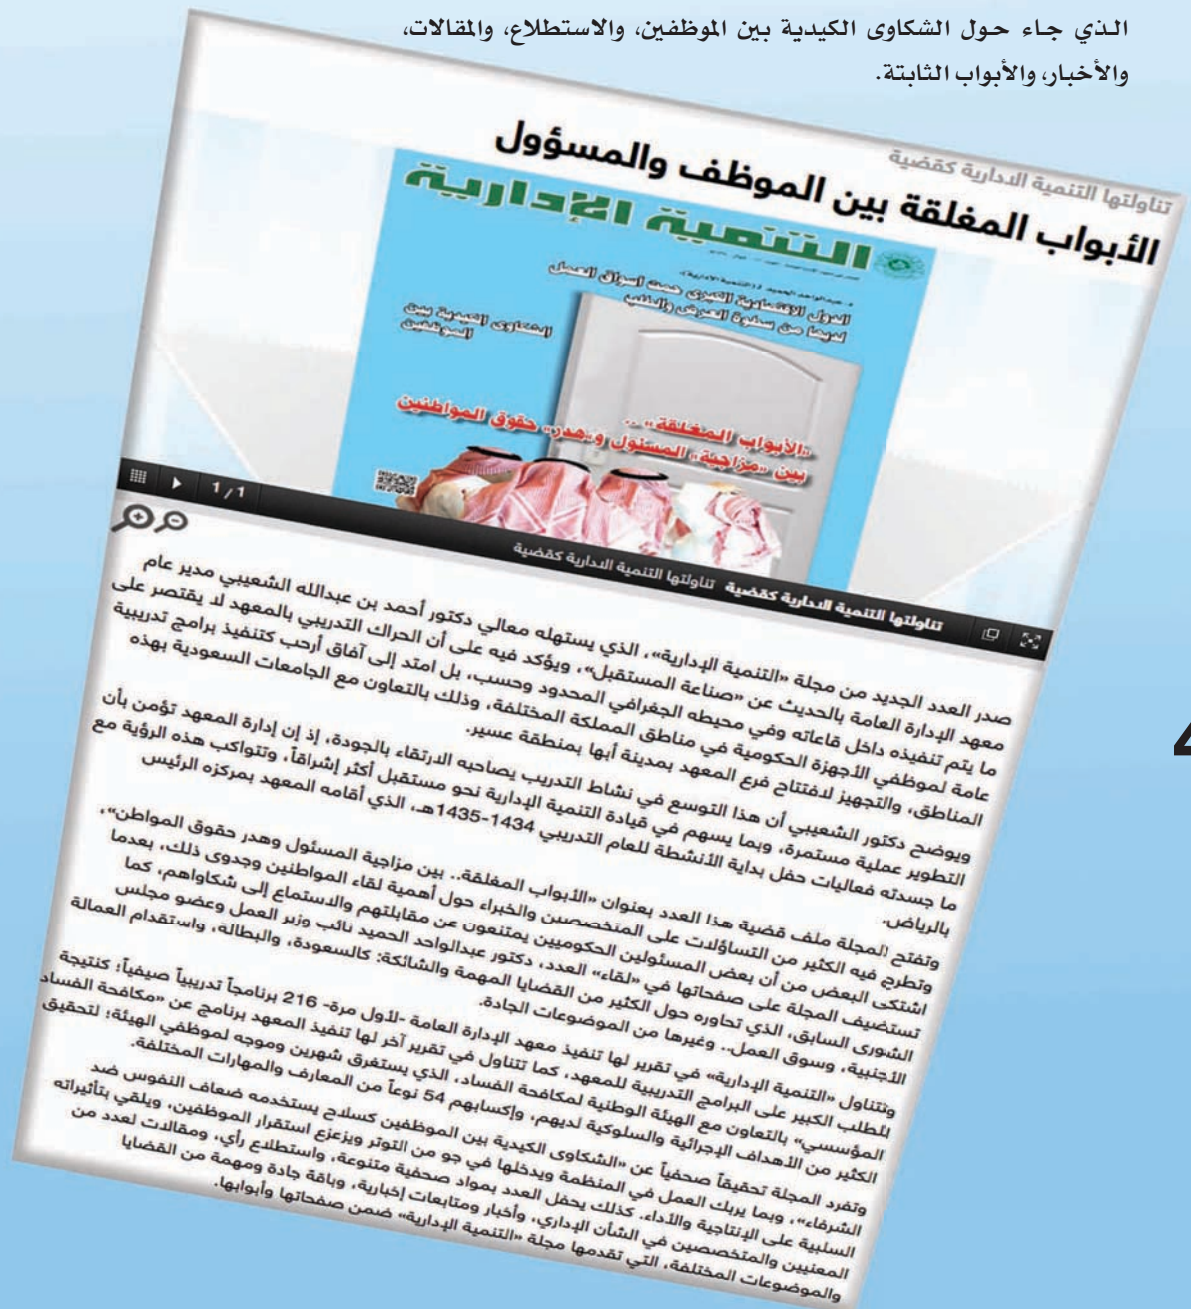 الذي جاء حول الشكاوى الكيدية بين الموظفين، والاستطلاع، والمقالات،
والأخبار، والأبواب الثابتة.
تناولتها التنمية الادارية كقضية
الأبواب المغلقة بين الموظف والمسؤول
التنمية الإدارية
د. عبدالواحد الحميد لـ(التنمية الادارية):
الدول الاقتصادية الكبرى حمت أسواق العمل
لديها من سطوة العرض والطلب
الشكاوى الكيدية بين
الموظفين
«الأبواب المغلقة» ..
بين «مزاجية» المسئول و«هدر» حقوق المواطنين
1 / 1
تناولتها التنمية الادارية كقضية تناولتها التنمية الادارية كقضية
صدر العدد الجديد من مجلة «التنمية الإدارية»، الذي يستهله معالي دكتور أحمد بن عبدالله الشعيبي مدير عام
معهد الإدارة العامة بالحديث عن «صناعة المستقبل»، ويؤكد فيه على أن الحراك التدريبي بالمعهد لا يقتصر على
ما يتم تنفيذه داخل قاعاته وفي محيطه الجغرافي المحدود وحسب، بل امتد إلى آفاق أرحب كتنفيذ برامج تدريبية
عامة لموظفي الأجهزة الحكومية في مناطق المملكة المختلفة، وذلك بالتعاون مع الجامعات السعودية بهذه
المناطق، والتجهيز لافتتاح فرع المعهد بمدينة أبها بمنطقة عسير.
ويوضح دكتور الشعيبي أن هذا التوسع في نشاط التدريب يصاحبه الارتقاء بالجودة، إذ إن إدارة المعهد تؤمن بأن
التطوير عملية مستمرة، وبما يسهم في قيادة التنمية الإدارية نحو مستقبل أكثر إشراقاً، وتتواكب هذه الرؤية مع
ما جسدته فعاليات حفل بداية الأنشطة للعام التدريبي 1434-1435هـ، الذي أقامه المعهد بمركزه الرئيس
بالرياض.
وتفتح المجلة ملف قضية هذا العدد بعنوان «الأبواب المغلقة.. بين مزاجية المسئول وهدر حقوق المواطن»،
وتطرح فيه الكثير من التساؤلات على المتخصصين والخبراء حول أهمية لقاء المواطنين وجدوى ذلك، بعدما
اشتكى البعض من أن بعض المسئولين الحكوميين يمتنعون عن مقابلتهم والاستماع إلى شكاواهم، كما
تستضيف المجلة على صفحاتها في «لقاء» العدد، دكتور عبدالواحد الحميد نائب وزير العمل وعضو مجلس
الشورى السابق، الذي تحاوره حول الكثير من القضايا المهمة والشائكة: كالسعودة، والبطالة، واستقدام العمالة
الأجنبية، وسوق العمل.. وغيرها من الموضوعات الجادة.
وتتناول «التنمية الإدارية» في تقرير لها تنفيذ معهد الإدارة العامة -لأول مرة- 216 برنامجاً تدريبياً صيفياً؛ كنتيجة
للطلب الكبير على البرامج التدريبية للمعهد، كما تتناول في تقرير آخر لها تنفيذ المعهد برنامج عن «مكافحة الفساد
المؤسسي» بالتعاون مع الهيئة الوطنية لمكافحة الفساد، الذي يستغرق شهرين وموجه لموظفي الهيئة؛ لتحقيق
الكثير من الأهداف الإجرائية والسلوكية لديهم، وإكسابهم 54 نوعاً من المعارف والمهارات المختلفة.
وتفرد المجلة تحقيقاً صحفياً عن «الشكاوى الكيدية بين الموظفين كسلاح يستخدمه ضعاف النفوس ضد
الشرفاء»، وبما يربك العمل في المنظمة ويدخلها في جو من التوتر ويزعزع استقرار الموظفين، ويلقي بتأثيراته
السلبية على الإنتاجية والأداء. كذلك يحفل العدد بمواد صحفية متنوعة، واستطلاع رأي، ومقالات لعدد من
المعنيين والمتخصصين في الشأن الإداري، وأخبار ومتابعات إخبارية، وباقة جادة ومهمة من القضايا
والموضوعات المختلفة، التي تقدمها مجلة «التنمية الإدارية» ضمن صفحاتها وأبوابها.